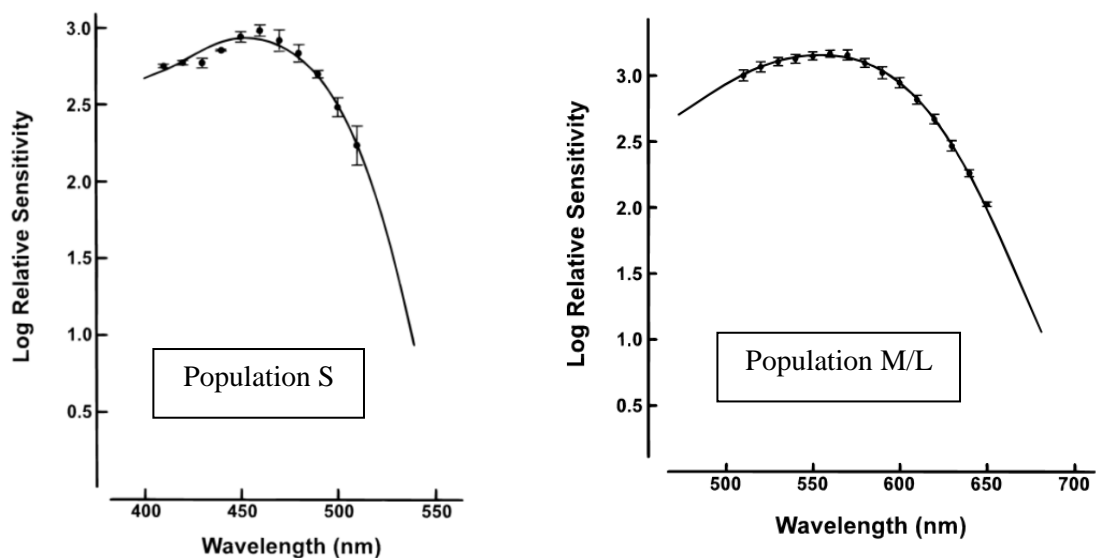 Log Relative Sensitivity
3.0
2.5
2.0
1.5
1.0
0.5
Population S
400 450 500 550
Wavelength (nm)
Log Relative Sensitivity
3.0
2.5
2.0
1.5
1.0
0.5
Population M/L
500 550 600 650 700
Wavelength (nm)